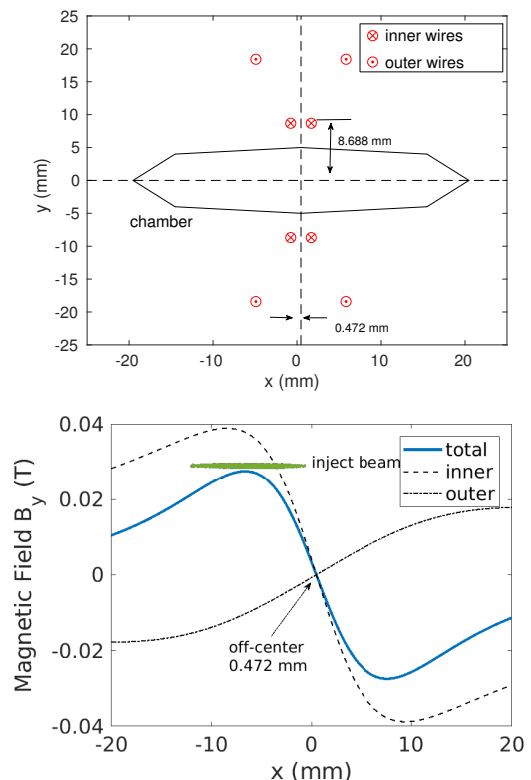 25
20
15
10
5
0
-5
-10
-15
-20
-25
y (mm)
inner wires
outer wires
8.688 mm
chamber
0.472 mm
-20 -10 0 10 20
x (mm)
0.04
0.02
0
-0.02
-0.04
Magnetic Field B_y (T)
inject beam
total
inner
outer
off-center
0.472 mm
-20 -10 0 10 20
x (mm)